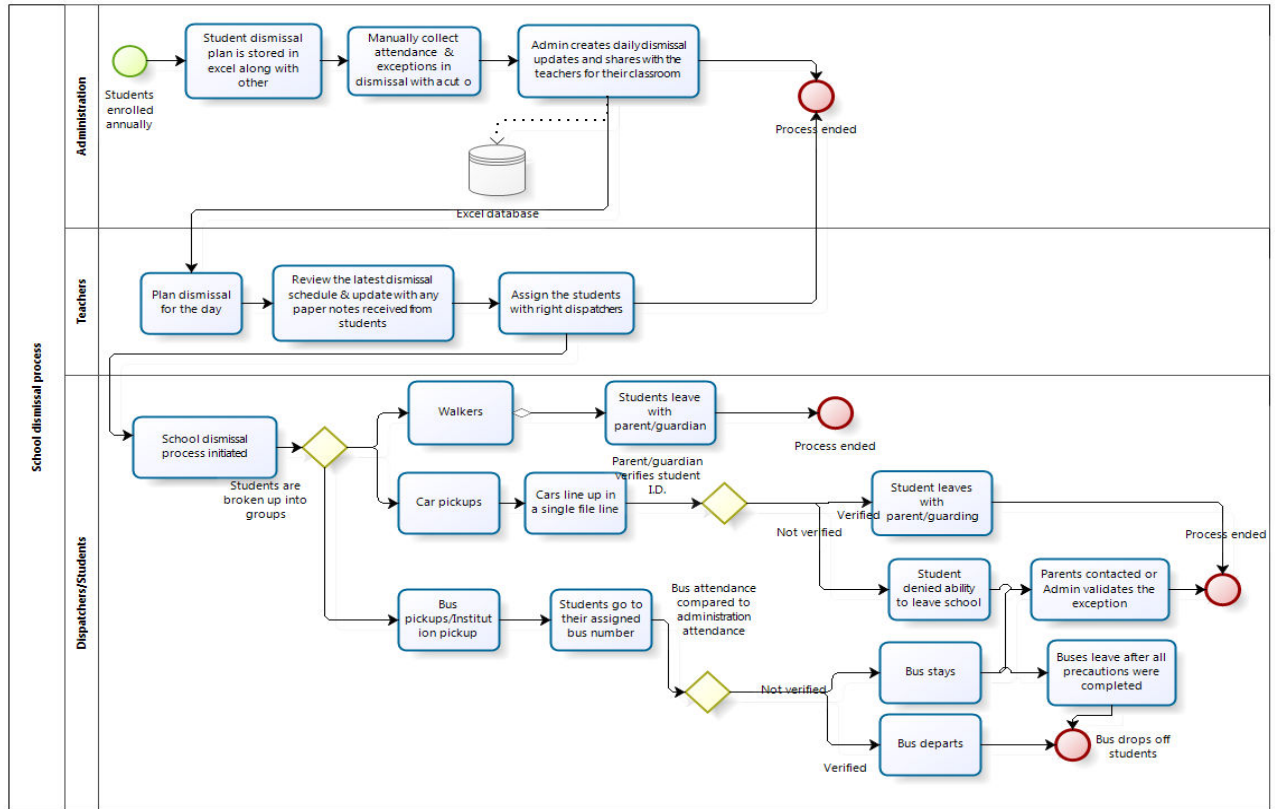 School dismissal process
Administration
Students
enrolled
annually
Student dismissal
plan is stored in
excel along with
other
Manually collect
attendance & 
exceptions in
dismissal with a cut o
Admin creates daily dismissal
updates and shares with the
teachers for their classroom
Process ended
Excel database
Teachers
Plan dismissal
for the day
Review the latest dismissal
schedule & update with any
paper notes received from
students
Assign the students
with right dispatchers
Dispatchers/Students
School dismissal
process initiated
Students are
broken up into
groups
Walkers
Students leave
with
parent/guardian
Process ended
Car pickups
Cars line up in
a single file line
Parent/guardian
verifies student
I.D.
Verified
Not verified
Student leaves
with
parent/guarding
Process ended
Student
denied ability
to leave school
Parents contacted or
Admin validates the
exception
Bus
pickups/Institut
ion pickup
Students go to
their assigned
bus number
Bus attendance
compared to
administration
attendance
Not verified
Verified
Bus stays
Buses leave after all
precautions were
completed
Bus departs
Bus drops off
students